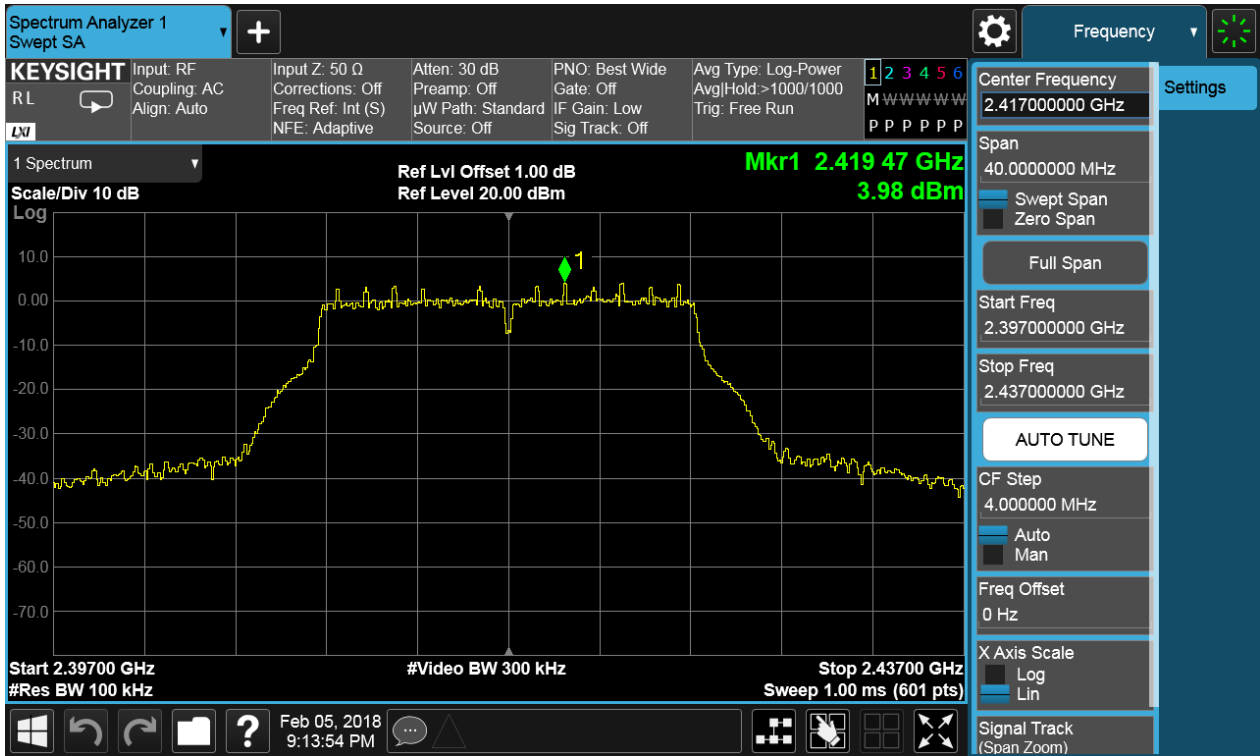 Spectrum Analyzer 1
Swept SA
+
Frequency
KEYSIGHT
R L
LXI
Input: RF
Coupling: AC
Align: Auto
Input Z: 50 Ω
Corrections: Off
Freq Ref: Int (S)
NFE: Adaptive
Atten: 30 dB
Preamp: Off
µW Path: Standard
Source: Off
PNO: Best Wide
Gate: Off
IF Gain: Low
Sig Track: Off
Avg Type: Log-Power
Avg|Hold:>1000/1000
Trig: Free Run
1 2 3 4 5 6
M W W W W W
P P P P P P
Center Frequency
2.417000000 GHz
Settings
Span
40.0000000 MHz
Swept Span
Zero Span
Full Span
Start Freq
2.397000000 GHz
Stop Freq
2.437000000 GHz
AUTO TUNE
CF Step
4.000000 MHz
Auto
Man
Freq Offset
0 Hz
X Axis Scale
Log
Lin
Signal Track
(Span Zoom)
1 Spectrum
Scale/Div 10 dB
Log
Ref Lvl Offset 1.00 dB
Ref Level 20.00 dBm
Mkr1 2.419 47 GHz
3.98 dBm
1
10.0
0.00
-10.0
-20.0
-30.0
-40.0
-50.0
-60.0
-70.0
Start 2.39700 GHz
#Res BW 100 kHz
#Video BW 300 kHz
Stop 2.43700 GHz
Sweep 1.00 ms (601 pts)
?
Feb 05, 2018
9:13:54 PM